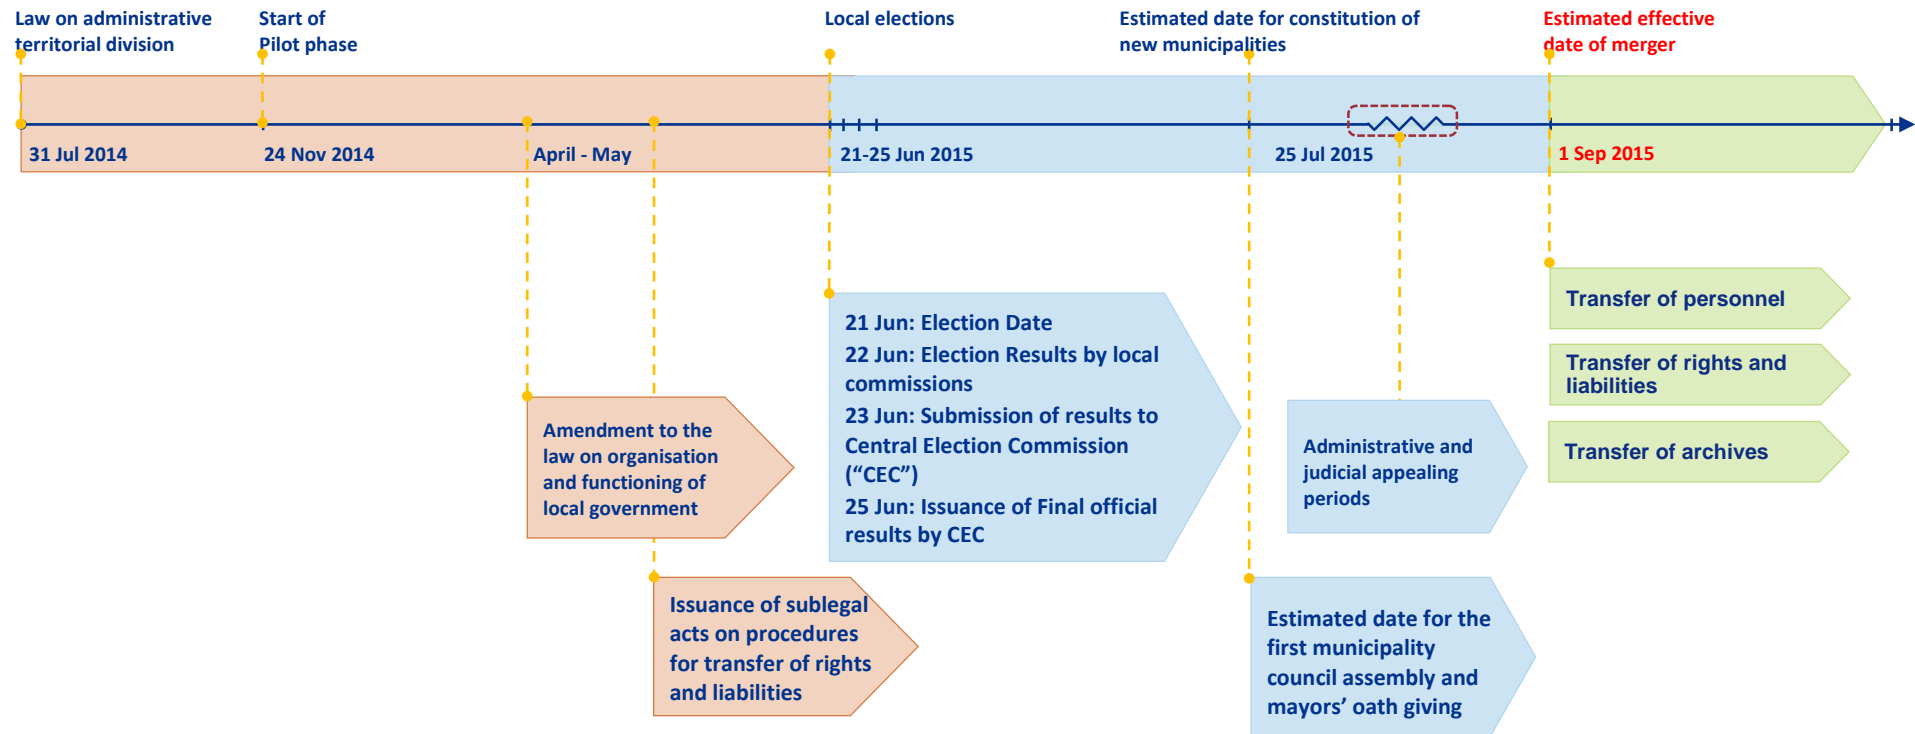 Law on administrative
territorial division
Start of
Pilot phase
Local elections
Estimated date for constitution of
new municipalities
Estimated effective
date of merger
31 Jul 2014
24 Nov 2014
April - May
21-25 Jun 2015
25 Jul 2015
1 Sep 2015
Amendment to the
law on organisation
and functioning of
local government
Issuance of sublegal
acts on procedures
for transfer of rights
and liabilities
21 Jun: Election Date
22 Jun: Election Results by local
commissions
23 Jun: Submission of results to
Central Election Commission
(“CEC”)
25 Jun: Issuance of Final official
results by CEC
Administrative and
judicial appealing
periods
Estimated date for the
first municipality
council assembly and
mayors’ oath giving
Transfer of personnel
Transfer of rights and
liabilities
Transfer of archives